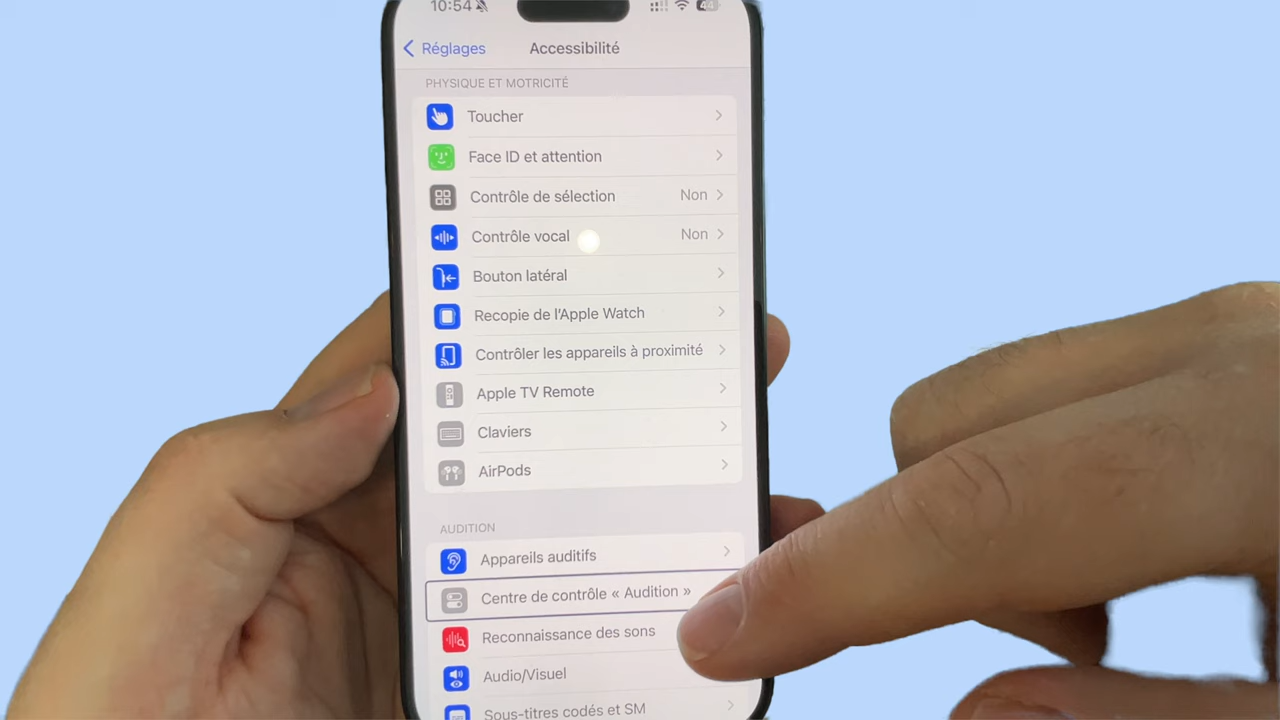 10:54
Réglages
Accessibilité
PHYSIQUE ET MOTRICITÉ
Toucher
Face ID et attention
Contrôle de sélection Non
Contrôle vocal Non
Bouton latéral
Recopie de l'Apple Watch
Contrôler les appareils à proximité
Apple TV Remote
Claviers
AirPods
AUDITION
Appareils auditifs
Centre de contrôle « Audition »
Reconnaissance des sons
Audio/Visuel
Sous-titres codés et SM